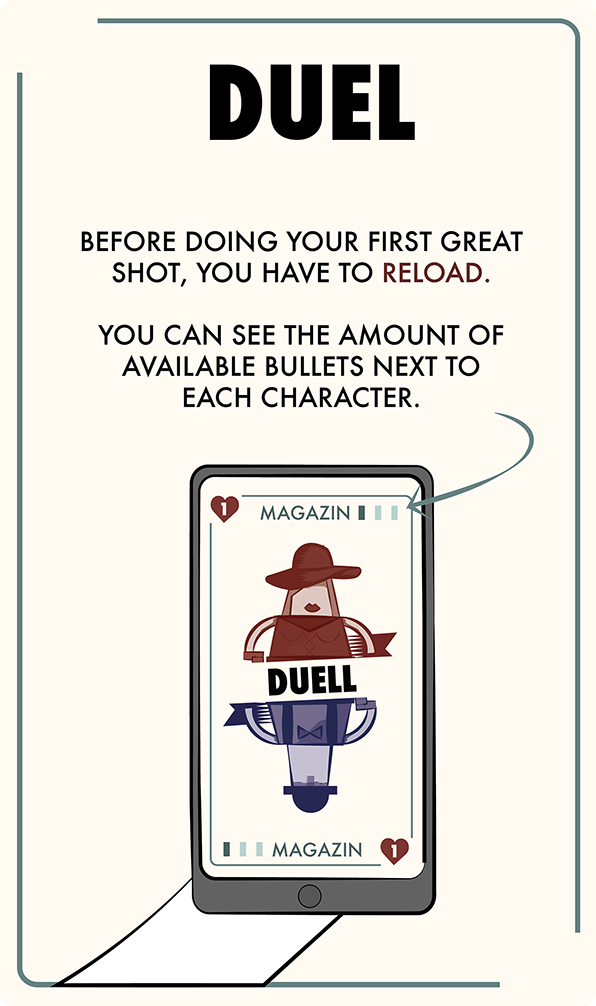 DUEL
BEFORE DOING YOUR FIRST GREAT
SHOT, YOU HAVE TO RELOAD.
YOU CAN SEE THE AMOUNT OF
AVAILABLE BULLETS NEXT TO
EACH CHARACTER.
1 MAGAZIN
DUELL
MAGAZIN 1